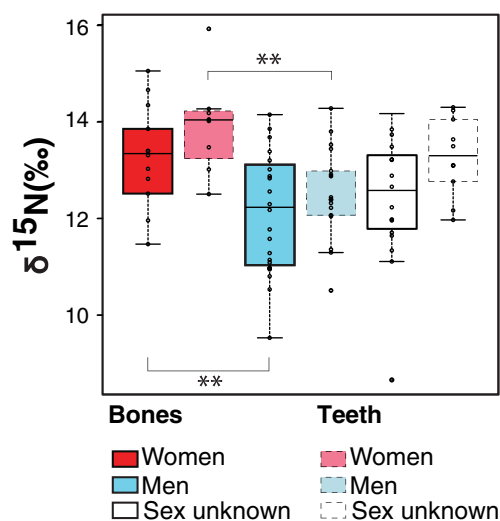 16
14
12
10
δ15N(‰)
**
**
Bones Teeth
Women Women
Men Men
Sex unknown Sex unknown